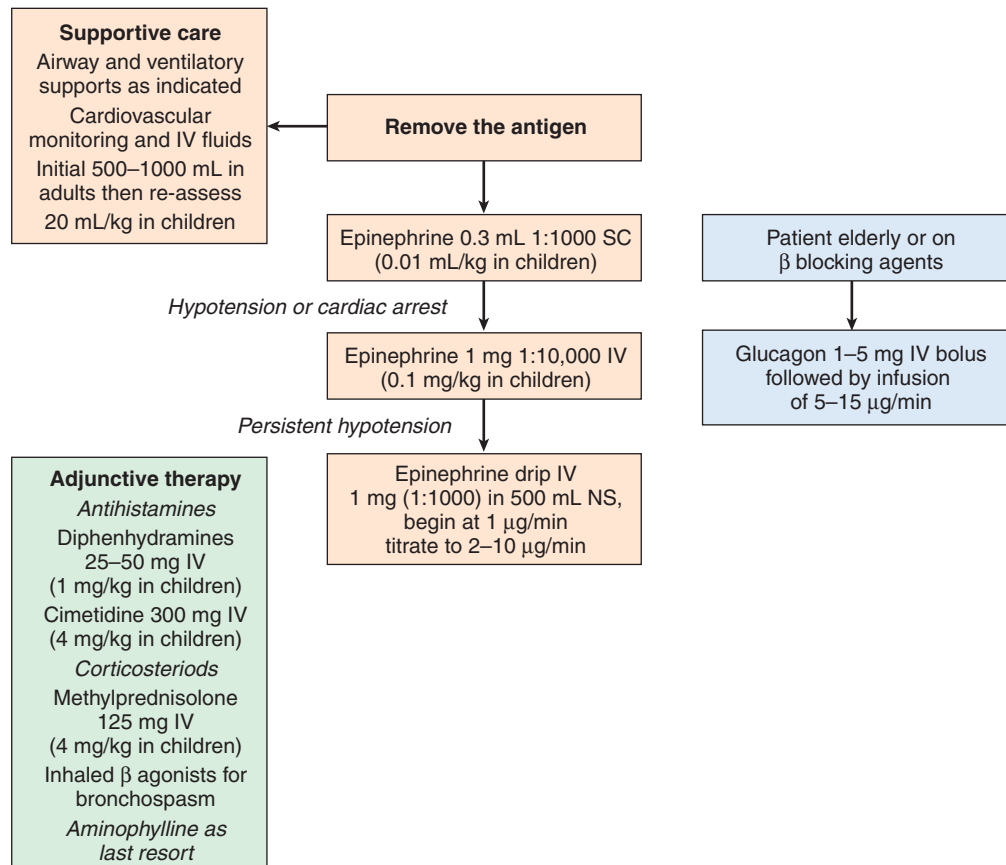 Supportive care
Airway and ventilatory
supports as indicated
Cardiovascular
monitoring and IV fluids
Initial 500–1000 mL in
adults then re-assess
20 mL/kg in children
Remove the antigen
Epinephrine 0.3 mL 1:1000 SC
(0.01 mL/kg in children)
Hypotension or cardiac arrest
Epinephrine 1 mg 1:10,000 IV
(0.1 mg/kg in children)
Persistent hypotension
Epinephrine drip IV
1 mg (1:1000) in 500 mL NS,
begin at 1 μg/min
titrate to 2–10 μg/min
Patient elderly or on
β blocking agents
Glucagon 1–5 mg IV bolus
followed by infusion
of 5–15 μg/min
Adjunctive therapy
Antihistamines
Diphenhydramines
25–50 mg IV
(1 mg/kg in children)
Cimetidine 300 mg IV
(4 mg/kg in children)
Corticosteriods
Methylprednisolone
125 mg IV
(4 mg/kg in children)
Inhaled β agonists for
bronchospasm
Aminophylline as
last resort